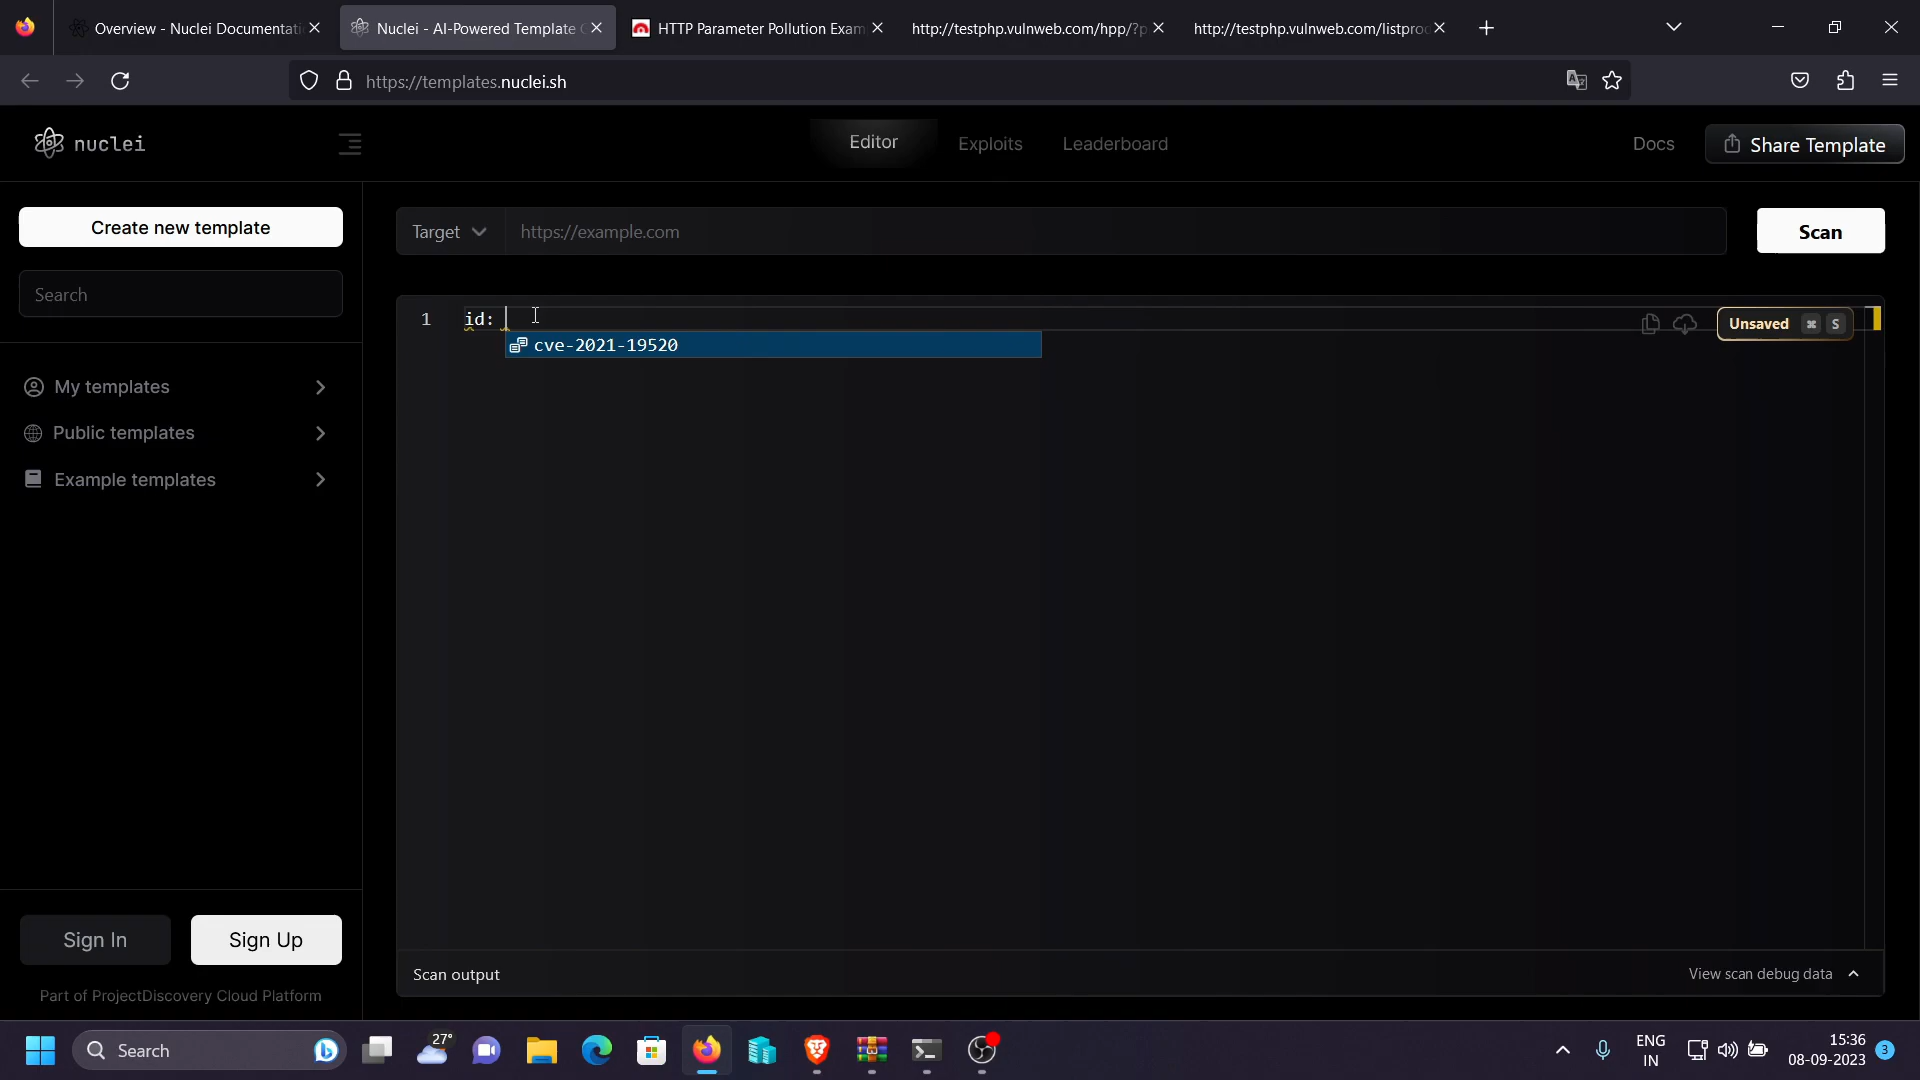 Overview - Nuclei Documentati
Nuclei - AI-Powered Template
HTTP Parameter Pollution Exam
http://testphp.vulnweb.com/hpp/?p
http://testphp.vulnweb.com/listproc
https://templates.nuclei.sh
nuclei
Editor
Exploits
Leaderboard
Docs
Share Template
Create new template
Target
https://example.com
Scan
Search
1
id:
Unsaved
S
cve-2021-19520
My templates
Public templates
Example templates
Sign In
Sign Up
Part of ProjectDiscovery Cloud Platform
Scan output
View scan debug data
Search
27°
ENG
IN
15:36
08-09-2023
3